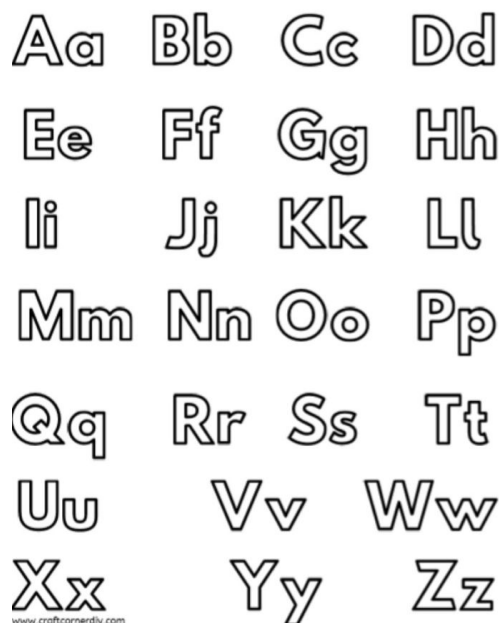 Aa Bb Cc Dd
Ee Ff Gg Hh
Ii Jj Kk Ll
Mm Nn Oo Pp
Qq Rr Ss Tt
Uu Vv Ww
Xx Yy Zz
www.craftcornerdiy.com